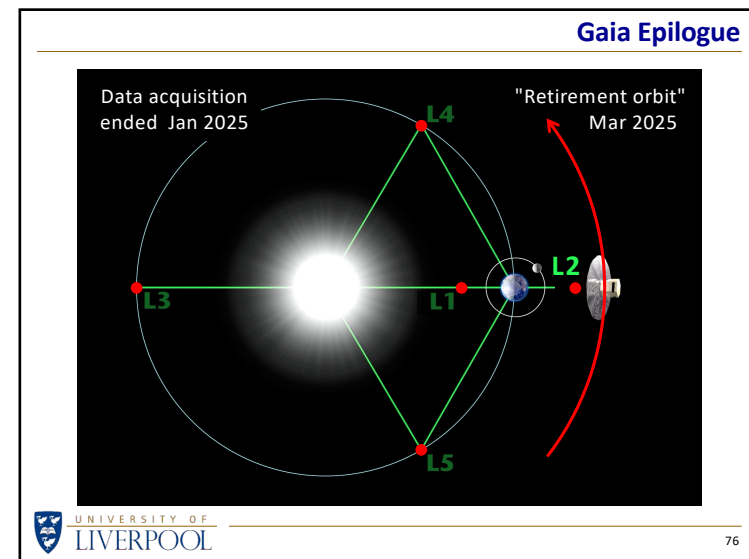 Gaia Epilogue
Data acquisition
ended Jan 2025
"Retirement orbit"
Mar 2025
L4
L2
L3
L1
L5
UNIVERSITY OF
LIVERPOOL
76